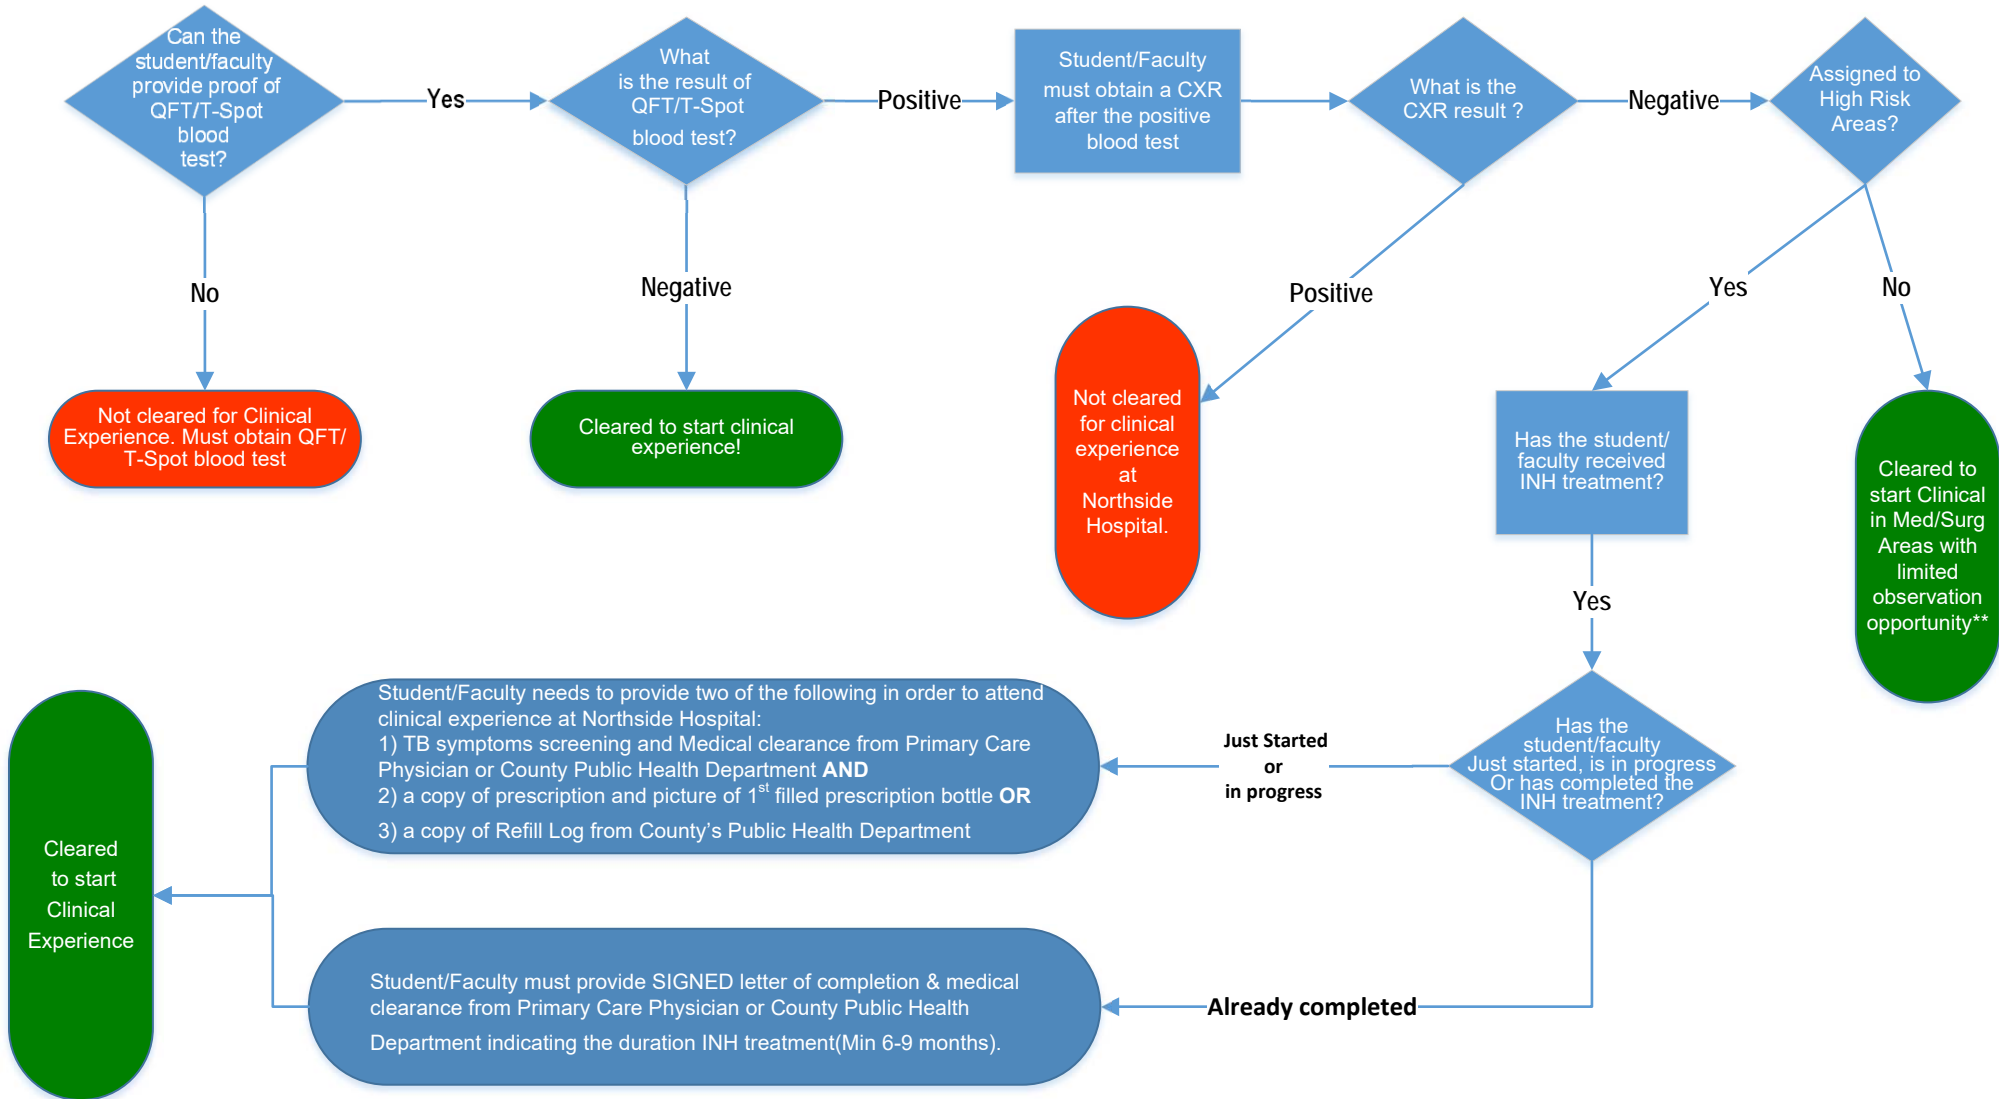 Can the
student/faculty
provide proof of
QFT/T-Spot
blood
test?
Yes
What
is the result of
QFT/T-Spot
blood test?
Positive
Student/Faculty
must obtain a CXR
after the positive
blood test
What is the
CXR result ?
Negative
Assigned to
High Risk
Areas?
No
Negative
Positive
Yes
No
Not cleared for Clinical
Experience. Must obtain QFT/
T-Spot blood test
Cleared to start clinical
experience!
Not cleared
for clinical
experience
at
Northside
Hospital.
Has the student/
faculty received
INH treatment?
Cleared to
start Clinical
in Med/Surg
Areas with
limited
observation
opportunity**
Yes
Has the
student/faculty
Just started, is in progress
Or has completed the
INH treatment?
Just Started
or
in progress
Student/Faculty needs to provide two of the following in order to attend
clinical experience at Northside Hospital:
1) TB symptoms screening and Medical clearance from Primary Care
Physician or County Public Health Department AND
2) a copy of prescription and picture of 1st filled prescription bottle OR
3) a copy of Refill Log from County’s Public Health Department
Already completed
Student/Faculty must provide SIGNED letter of completion & medical
clearance from Primary Care Physician or County Public Health
Department indicating the duration INH treatment(Min 6-9 months).
Cleared
to start
Clinical
Experience